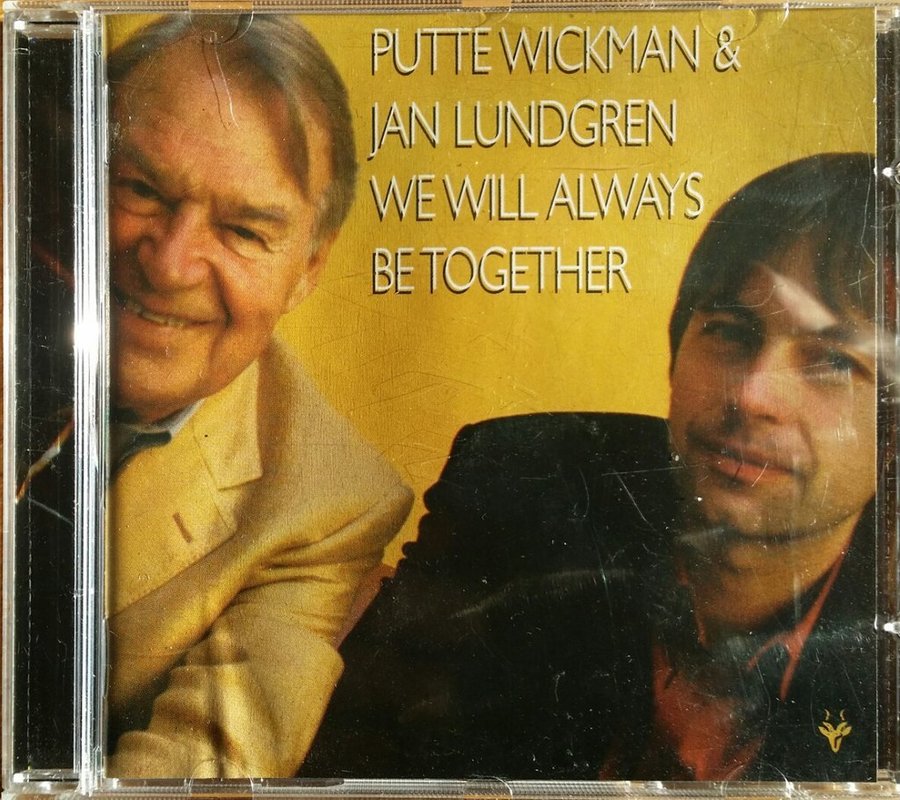 PUTTE WICKMAN &
JAN LUNDGREN
WE WILL ALWAYS
BE TOGETHER